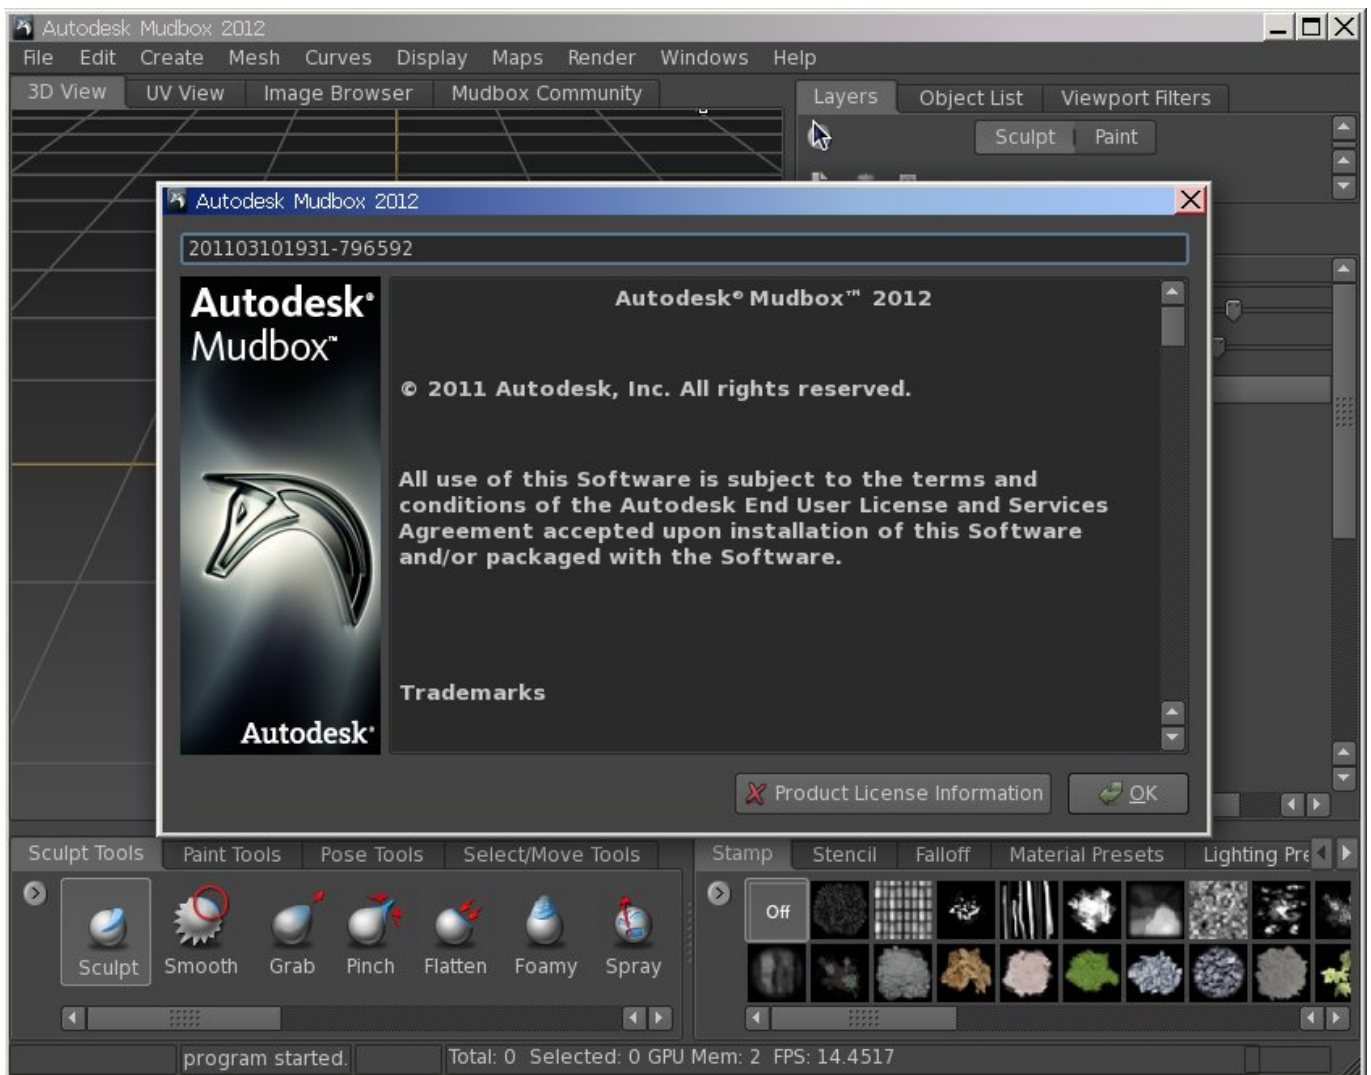 Autodesk Mudbox 2012
File Edit Create Mesh Curves Display Maps Render Windows Help
3D View UV View Image Browser Mudbox Community
Layers Object List Viewport Filters
Sculpt Paint
Autodesk Mudbox 2012
201103101931-796592
Autodesk®
Mudbox™
Autodesk®
Autodesk® Mudbox™ 2012
© 2011 Autodesk, Inc. All rights reserved.
All use of this Software is subject to the terms and
conditions of the Autodesk End User License and Services
Agreement accepted upon installation of this Software
and/or packaged with the Software.
Trademarks
Product License Information OK
Sculpt Tools Paint Tools Pose Tools Select/Move Tools
Stamp Stencil Falloff Material Presets Lighting Pre
Off
Sculpt Smooth Grab Pinch Flatten Foamy Spray
program started. Total: 0 Selected: 0 GPU Mem: 2 FPS: 14.4517